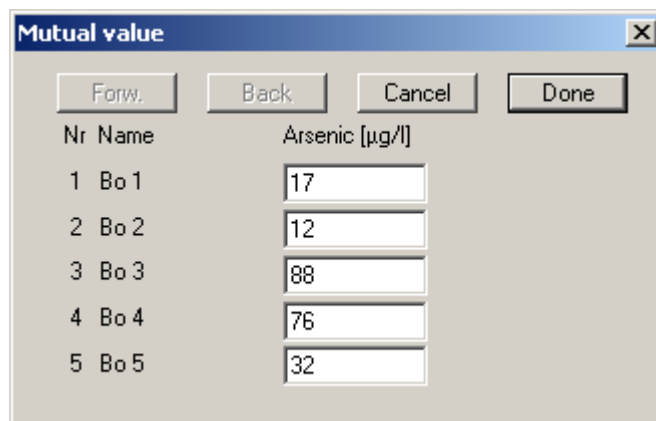 Mutual value
Forw. Back Cancel Done
Nr Name Arsenic [µg/l]
1 Bo 1 17
2 Bo 2 12
3 Bo 3 88
4 Bo 4 76
5 Bo 5 32